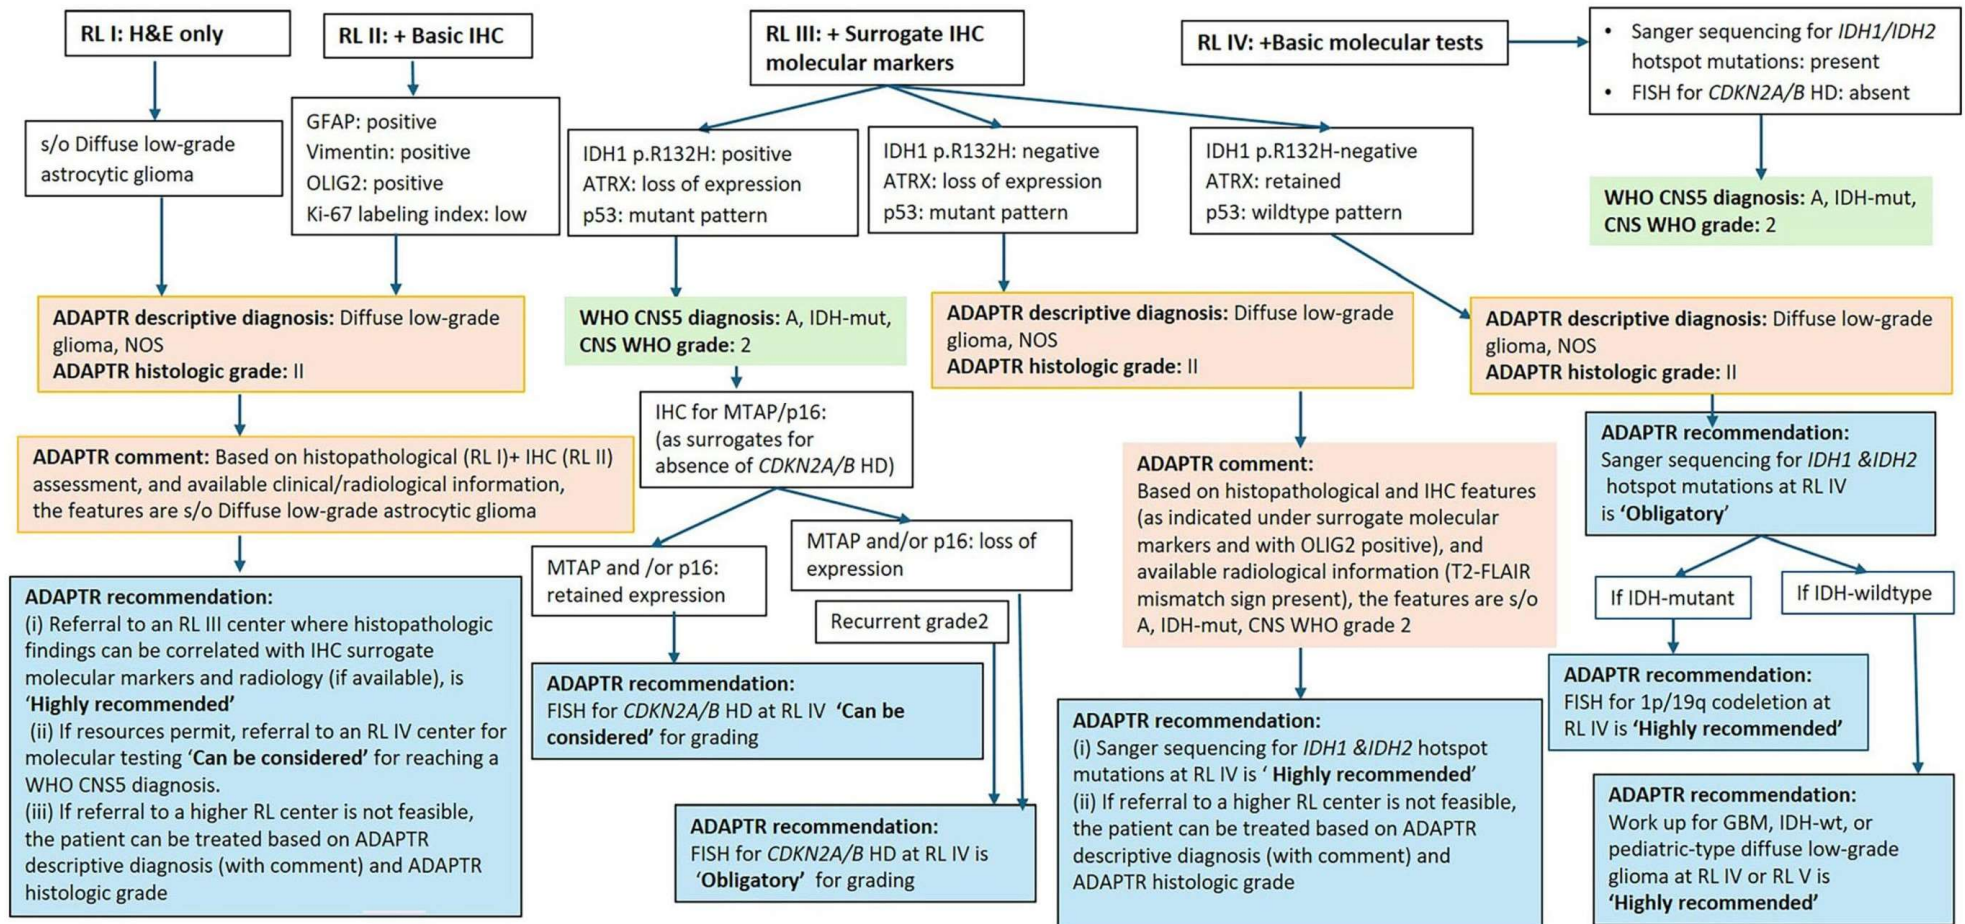 RL I: H&E only
s/o Diffuse low-grade
astrocytic glioma
RL II: + Basic IHC
GFAP: positive
Vimentin: positive
OLIG2: positive
Ki-67 labeling index: low
ADAPTR descriptive diagnosis: Diffuse low-grade
glioma, NOS
ADAPTR histologic grade: II
ADAPTR comment: Based on histopathological (RL I)+ IHC (RL II)
assessment, and available clinical/radiological information,
the features are s/o Diffuse low-grade astrocytic glioma
ADAPTR recommendation:
(i) Referral to an RL III center where histopathologic
findings can be correlated with IHC surrogate
molecular markers and radiology (if available), is
‘Highly recommended’
(ii) If resources permit, referral to an RL IV center for
molecular testing ‘Can be considered’ for reaching a
WHO CNS5 diagnosis.
(iii) If referral to a higher RL center is not feasible,
the patient can be treated based on ADAPTR
descriptive diagnosis (with comment) and ADAPTR
histologic grade
RL III: + Surrogate IHC
molecular markers
IDH1 p.R132H: positive
ATRX: loss of expression
p53: mutant pattern
WHO CNS5 diagnosis: A, IDH-mut,
CNS WHO grade: 2
IHC for MTAP/p16:
(as surrogates for
absence of CDKN2A/B HD)
MTAP and /or p16:
retained expression
ADAPTR recommendation:
FISH for CDKN2A/B HD at RL IV ‘Can be
considered’ for grading
MTAP and/or p16: loss of
expression
Recurrent grade2
ADAPTR recommendation:
FISH for CDKN2A/B HD at RL IV is
‘Obligatory’ for grading
IDH1 p.R132H: negative
ATRX: loss of expression
p53: mutant pattern
ADAPTR descriptive diagnosis: Diffuse low-grade
glioma, NOS
ADAPTR histologic grade: II
ADAPTR comment:
Based on histopathological and IHC features
(as indicated under surrogate molecular
markers and with OLIG2 positive), and
available radiological information (T2-FLAIR
mismatch sign present), the features are s/o
A, IDH-mut, CNS WHO grade 2
ADAPTR recommendation:
(i) Sanger sequencing for IDH1 &IDH2 hotspot
mutations at RL IV is ‘ Highly recommended’
(ii) If referral to a higher RL center is not feasible,
the patient can be treated based on ADAPTR
descriptive diagnosis (with comment) and
ADAPTR histologic grade
IDH1 p.R132H-negative
ATRX: retained
p53: wildtype pattern
ADAPTR descriptive diagnosis: Diffuse low-grade
glioma, NOS
ADAPTR histologic grade: II
ADAPTR recommendation:
Sanger sequencing for IDH1 &IDH2
hotspot mutations at RL IV
is ‘Obligatory’
If IDH-mutant
ADAPTR recommendation:
FISH for 1p/19q codeletion at
RL IV is ‘Highly recommended’
If IDH-wildtype
ADAPTR recommendation:
Work up for GBM, IDH-wt, or
pediatric-type diffuse low-grade
glioma at RL IV or RL V is
‘Highly recommended’
RL IV: +Basic molecular tests
• Sanger sequencing for IDH1/IDH2
hotspot mutations: present
• FISH for CDKN2A/B HD: absent
WHO CNS5 diagnosis: A, IDH-mut,
CNS WHO grade: 2